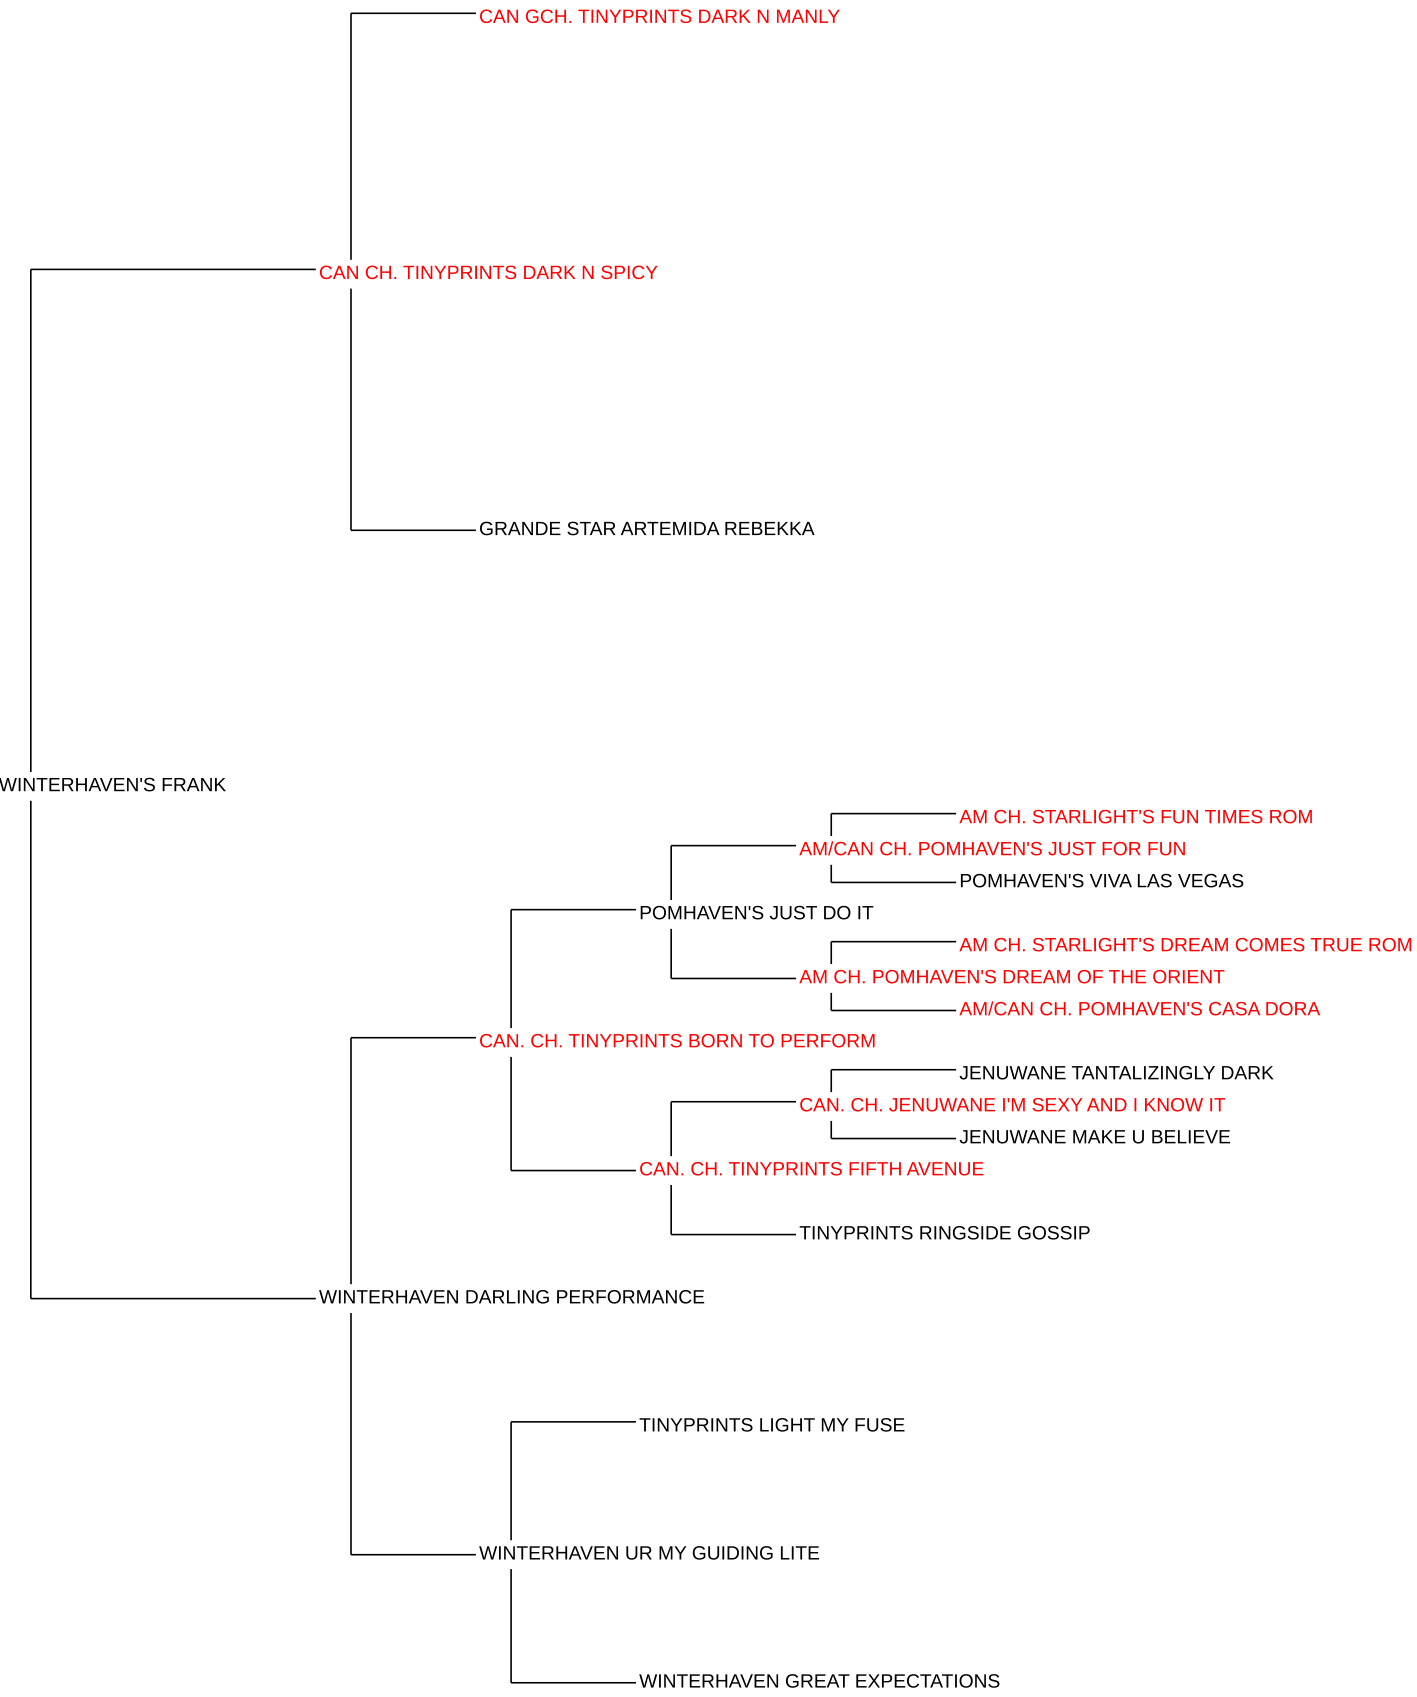 CAN GCH. TINYPRINTS DARK N MANLY
CAN CH. TINYPRINTS DARK N SPICY
GRANDE STAR ARTEMIDA REBEKKA
WINTERHAVEN'S FRANK
AM CH. STARLIGHT'S FUN TIMES ROM
AM/CAN CH. POMHAVEN'S JUST FOR FUN
POMHAVEN'S VIVA LAS VEGAS
POMHAVEN'S JUST DO IT
AM CH. STARLIGHT'S DREAM COMES TRUE ROM
AM CH. POMHAVEN'S DREAM OF THE ORIENT
AM/CAN CH. POMHAVEN'S CASA DORA
CAN. CH. TINYPRINTS BORN TO PERFORM
JENUWANE TANTALIZINGLY DARK
CAN. CH. JENUWANE I'M SEXY AND I KNOW IT
JENUWANE MAKE U BELIEVE
CAN. CH. TINYPRINTS FIFTH AVENUE
TINYPRINTS RINGSIDE GOSSIP
WINTERHAVEN DARLING PERFORMANCE
TINYPRINTS LIGHT MY FUSE
WINTERHAVEN UR MY GUIDING LITE
WINTERHAVEN GREAT EXPECTATIONS